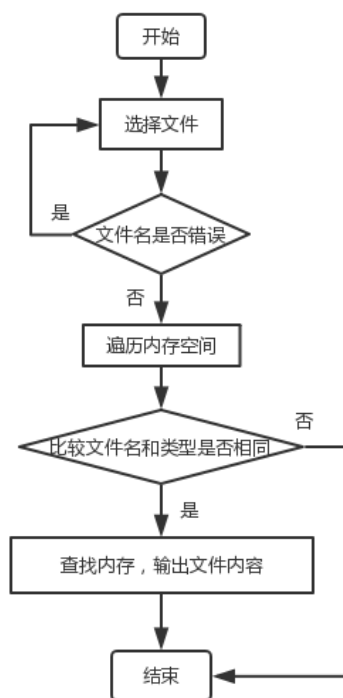 开始
选择文件
是
文件名是否错误
否
遍历内存空间
否
比较文件名和类型是否相同
是
查找内存，输出文件内容
结束